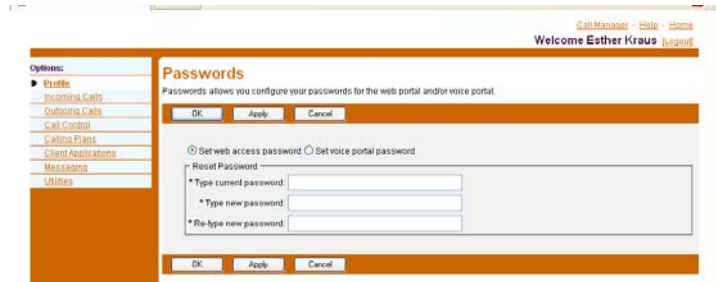 Call Manager - Help - Home
Welcome Esther Kraus [Logout]
Options:
Profile
Incoming Calls
Outgoing Calls
Call Control
Calling Plans
Client Applications
Messaging
Utilities
Passwords
Passwords allows you configure your passwords for the web portal and/or voice portal.
OK Apply Cancel
Set web access password Set voice portal password
Reset Password
* Type current password:
* Type new password:
* Re-type new password:
OK Apply Cancel